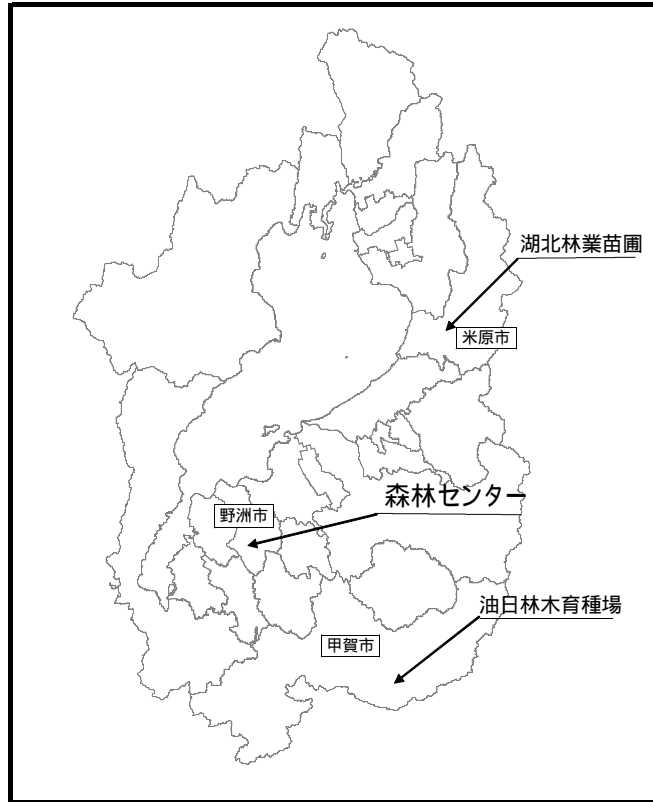 湖北林業苗圃
米原市
森林センター
野洲市
油日林木育種場
甲賀市